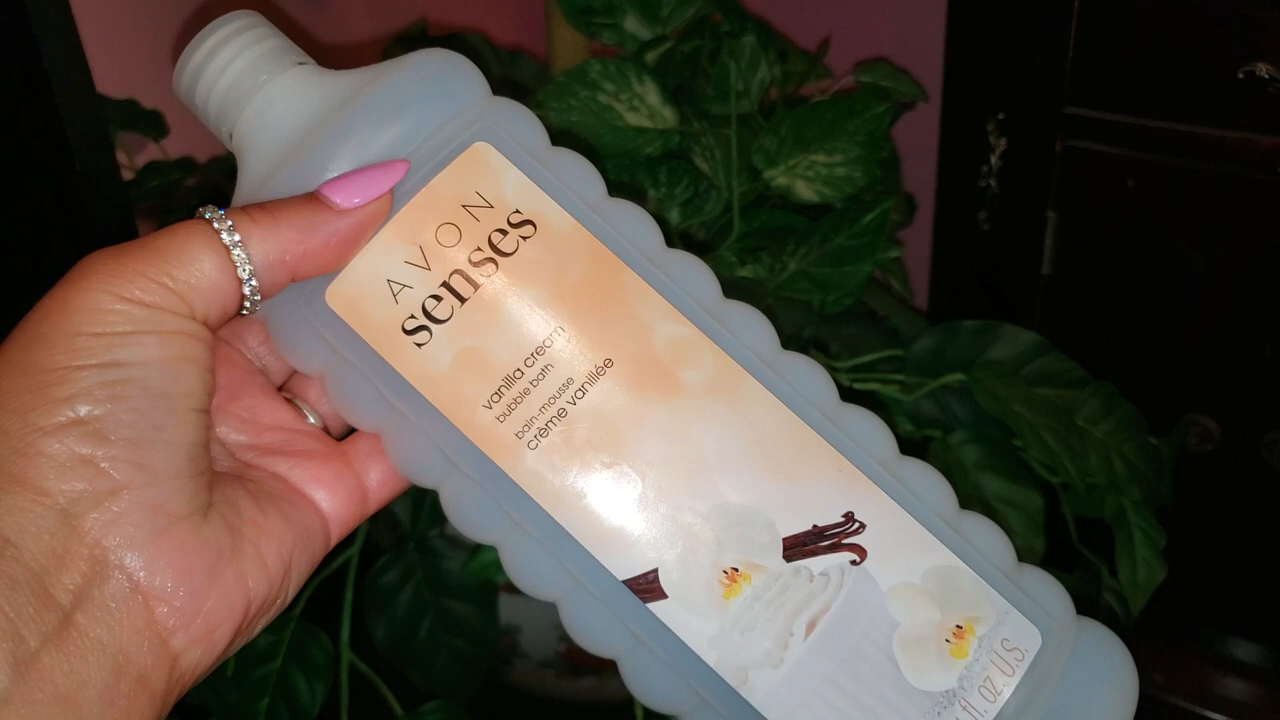 AVON
senses
vanilla cream
bubble bath
bain-mousse
crème vanillée
fl. oz. U.S.